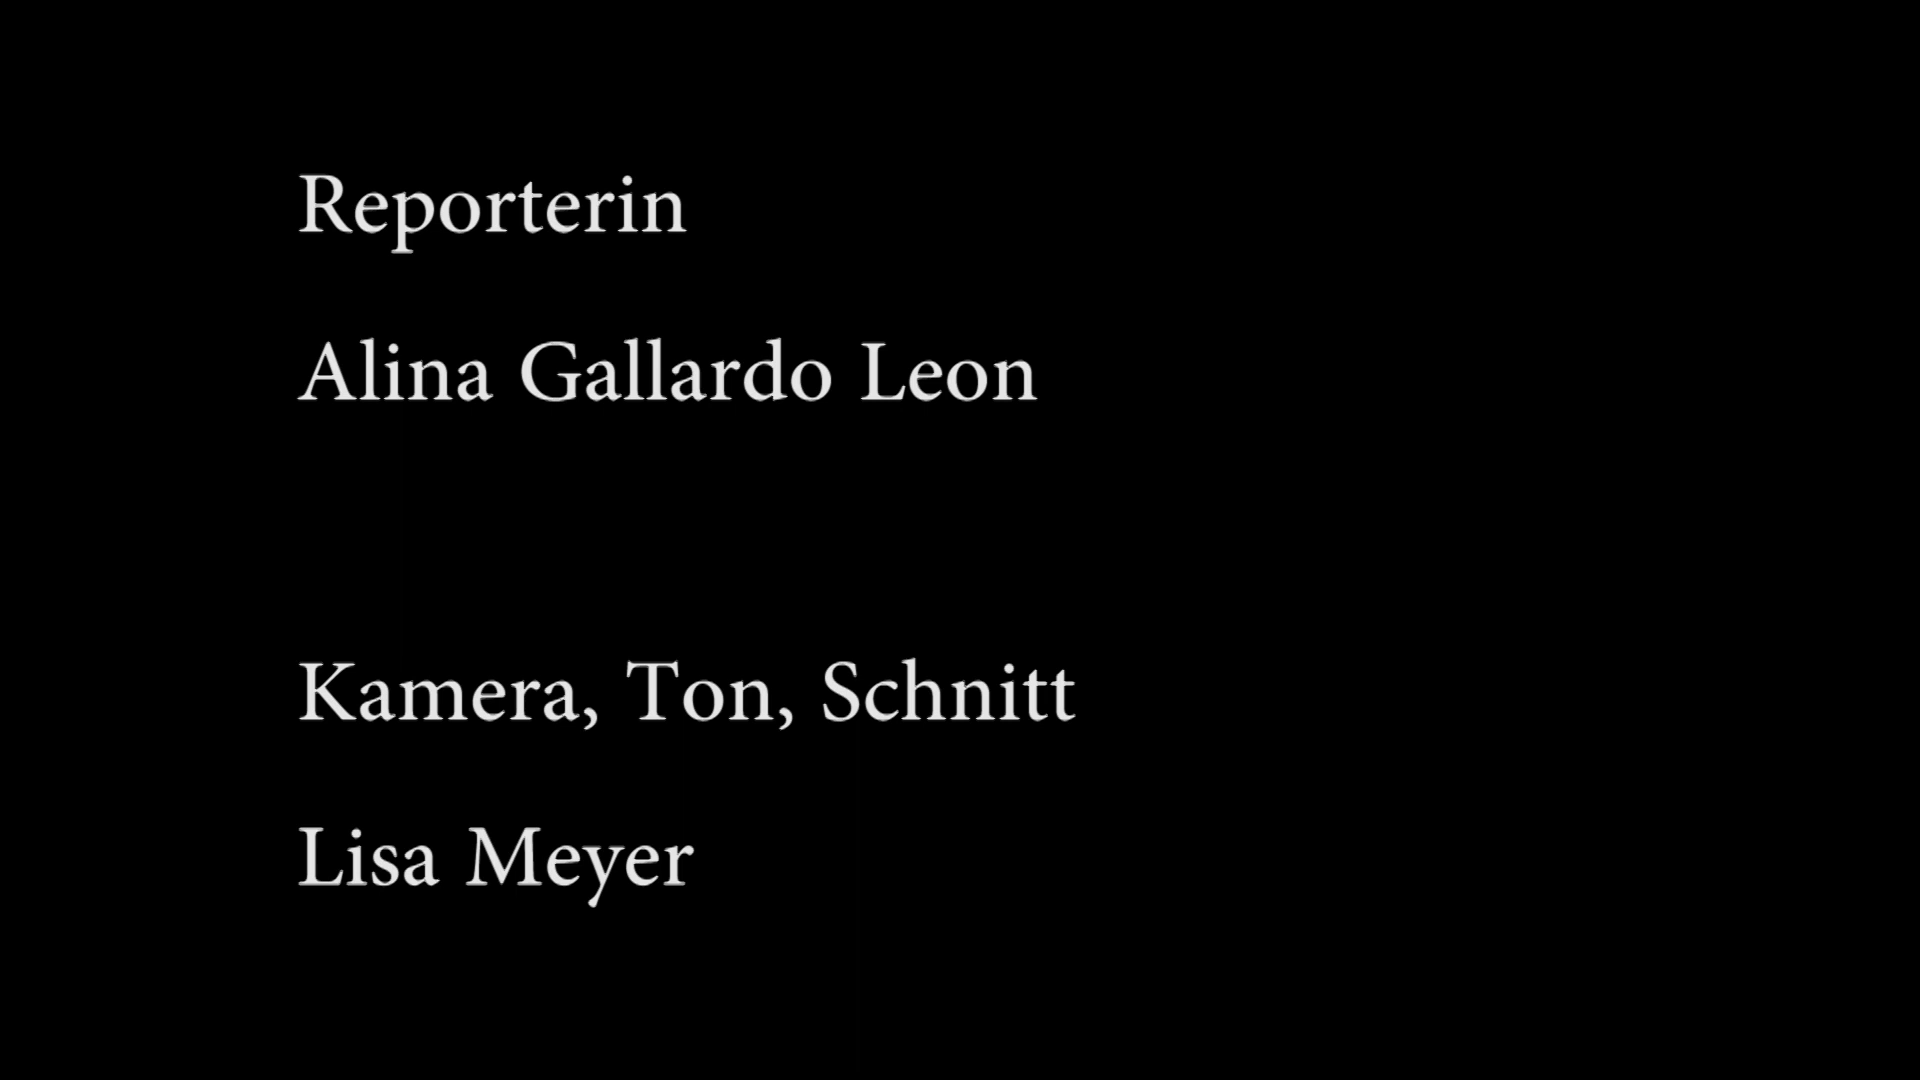 Reporterin
Alina Gallardo Leon
Kamera, Ton, Schnitt
Lisa Meyer